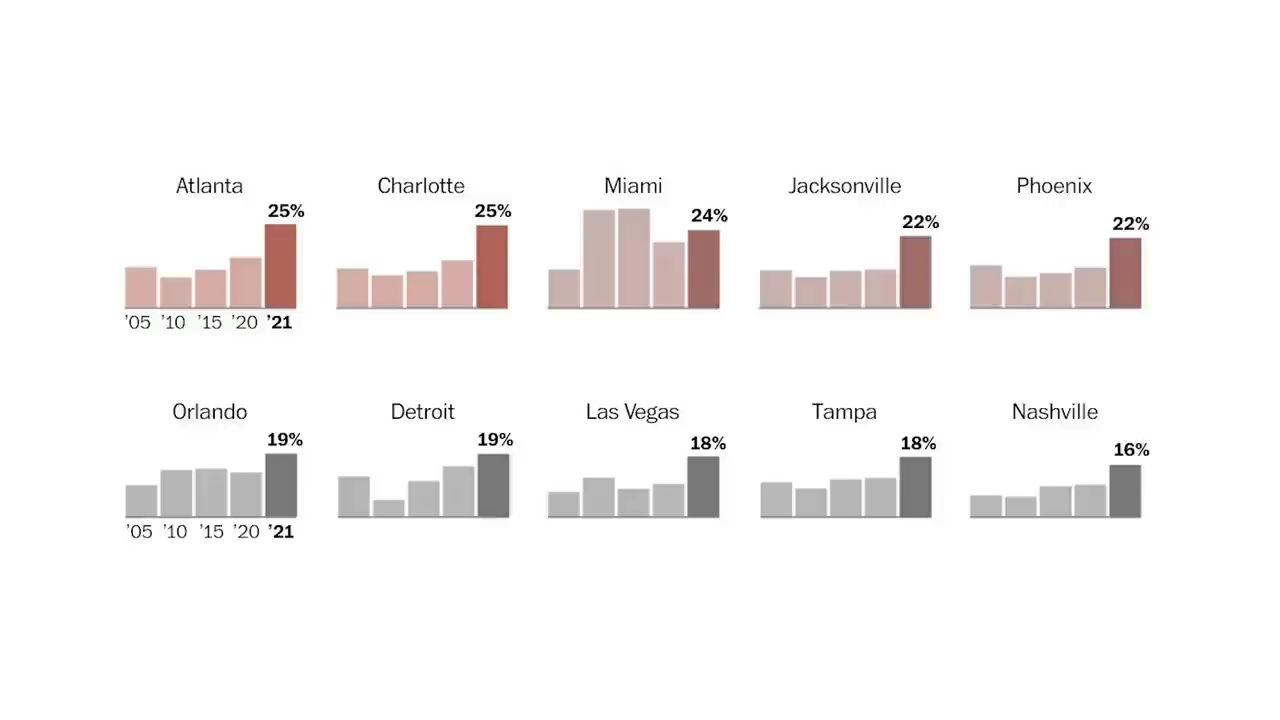 Atlanta Charlotte Miami Jacksonville Phoenix
25% 25% 24% 22% 22%
’05 ’10 ’15 ’20 ’21
Orlando Detroit Las Vegas Tampa Nashville
19% 19% 18% 18% 16%
’05 ’10 ’15 ’20 ’21